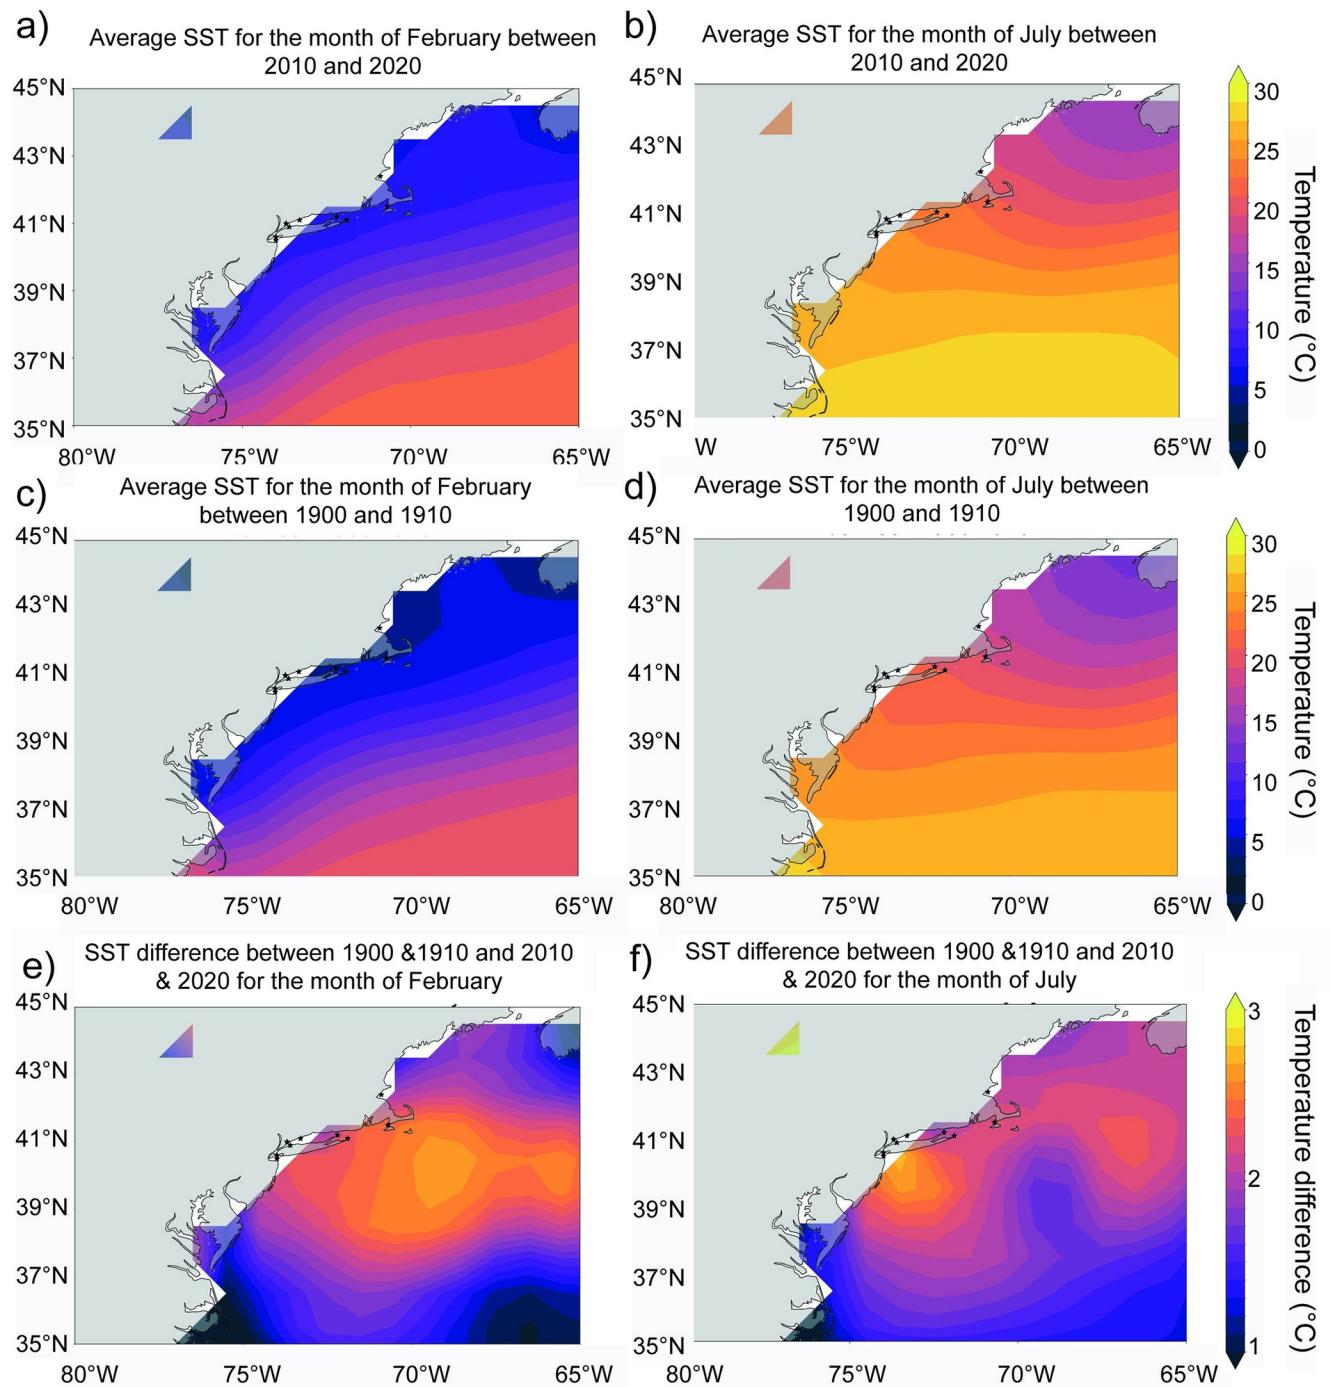 a)
Average SST for the month of February between
2010 and 2020
45°N
43°N
41°N
39°N
37°N
35°N
80°W
75°W
70°W
65°W
b)
Average SST for the month of July between
2010 and 2020
45°N
43°N
41°N
39°N
37°N
35°N
W
75°W
70°W
65°W
30
25
20
15
10
5
0
Temperature (°C)
c)
Average SST for the month of February
between 1900 and 1910
45°N
43°N
41°N
39°N
37°N
35°N
80°W
75°W
70°W
65°W
d)
Average SST for the month of July between
1900 and 1910
45°N
43°N
41°N
39°N
37°N
35°N
80°W
75°W
70°W
65°W
30
25
20
15
10
5
0
Temperature (°C)
e)
SST difference between 1900 &1910 and 2010
& 2020 for the month of February
45°N
43°N
41°N
39°N
37°N
35°N
80°W
75°W
70°W
65°W
f)
SST difference between 1900 &1910 and 2010
& 2020 for the month of July
45°N
43°N
41°N
39°N
37°N
35°N
80°W
75°W
70°W
65°W
3
2
1
Temperature difference (°C)